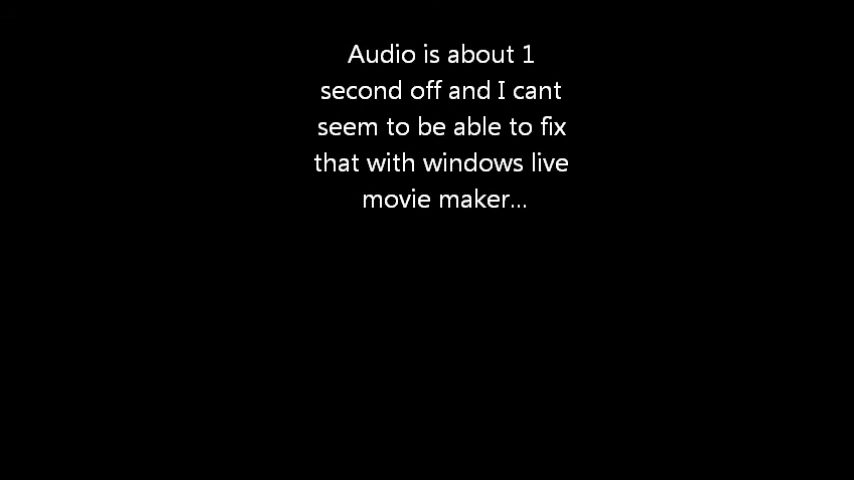 Audio is about 1
second off and I cant
seem to be able to fix
that with windows live
movie maker...